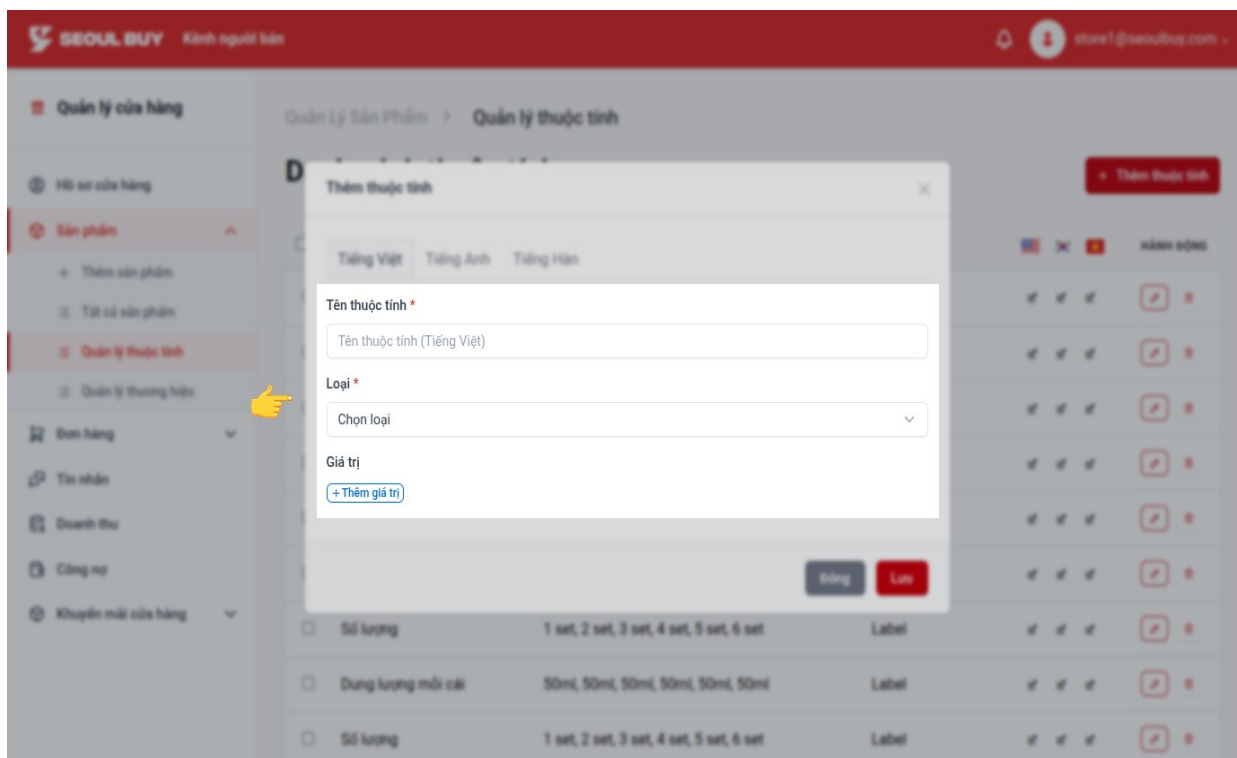 SEOUL BUY Kênh người bán store1@seoulbuy.com
Quản lý cửa hàng
Quản Lý Sản Phẩm > Quản lý thuộc tính
Hồ sơ cửa hàng
Thêm thuộc tính
+ Thêm thuộc tính
Sản phẩm
HÀNH ĐỘNG
Tiếng Việt Tiếng Anh Tiếng Hàn
+ Thêm sản phẩm
Tất cả sản phẩm
Quản lý thuộc tính
Quản lý thương hiệu
Đơn hàng
Tin nhắn
Doanh thu
Công nợ
Khuyến mãi cửa hàng
Tên thuộc tính *
Tên thuộc tính (Tiếng Việt)
Loại *
Chọn loại
Giá trị
+ Thêm giá trị
Đóng Lưu
Số lượng 1 set, 2 set, 3 set, 4 set, 5 set, 6 set Label
Dung lượng mỗi cái 50ml, 50ml, 50ml, 50ml, 50ml, 50ml Label
Số lượng 1 set, 2 set, 3 set, 4 set, 5 set, 6 set Label